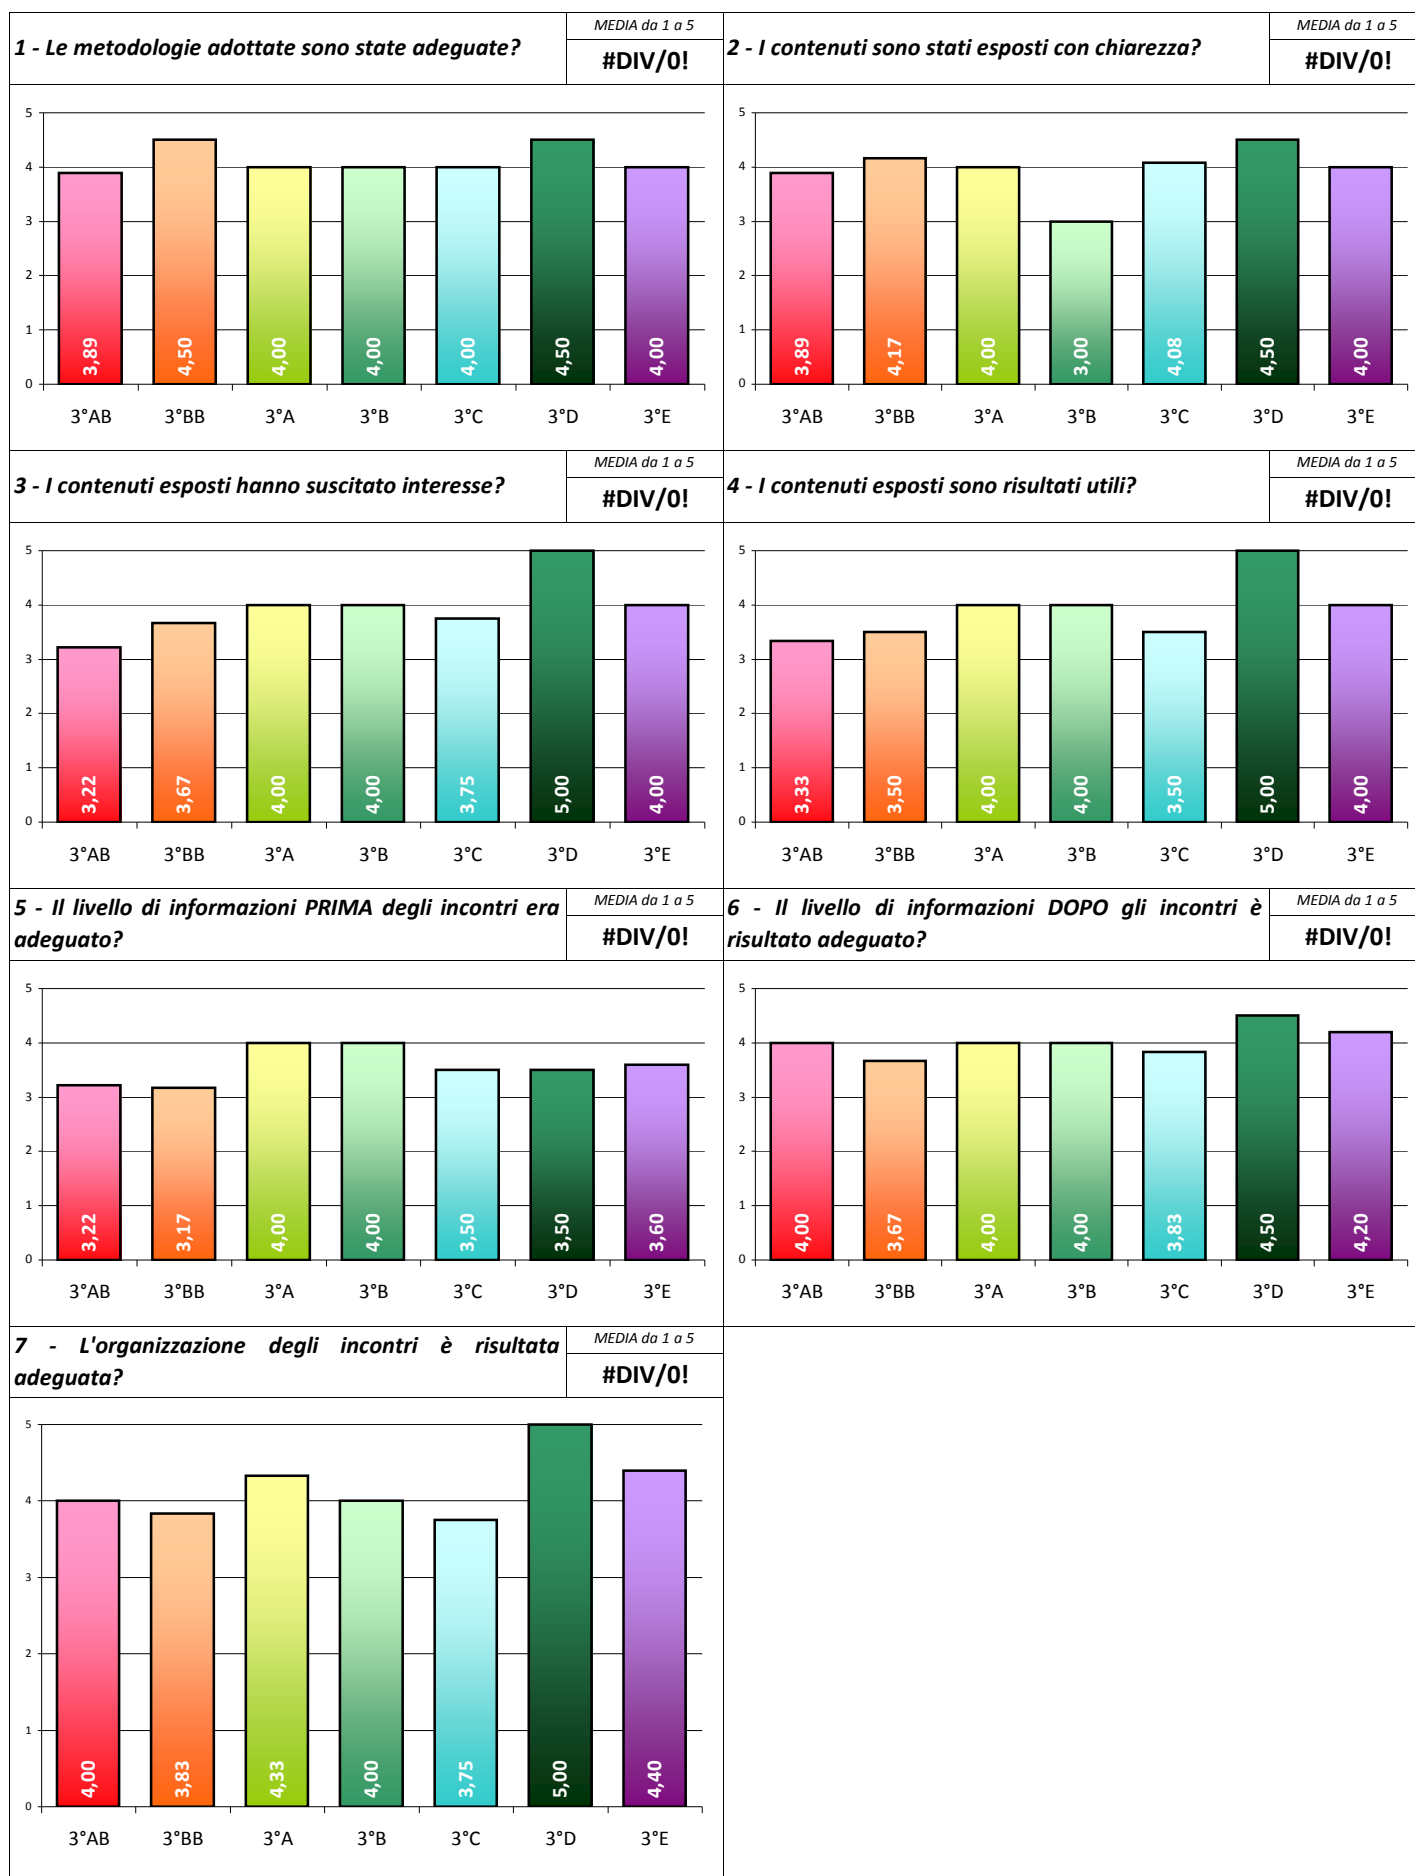 1 - Le metodologie adottate sono state adeguate?
MEDIA da 1 a 5
#DIV/0!
2 - I contenuti sono stati esposti con chiarezza?
MEDIA da 1 a 5
#DIV/0!
5
4
3
2
1
0
3,89
4,50
4,00
4,00
4,00
4,50
4,00
3°AB 3°BB 3°A 3°B 3°C 3°D 3°E
5
4
3
2
1
0
3,89
4,17
4,00
3,00
4,08
4,50
4,00
3°AB 3°BB 3°A 3°B 3°C 3°D 3°E
3 - I contenuti esposti hanno suscitato interesse?
MEDIA da 1 a 5
#DIV/0!
4 - I contenuti esposti sono risultati utili?
MEDIA da 1 a 5
#DIV/0!
5
4
3
2
1
0
3,22
3,67
4,00
4,00
3,75
5,00
4,00
3°AB 3°BB 3°A 3°B 3°C 3°D 3°E
5
4
3
2
1
0
3,33
3,50
4,00
4,00
3,50
5,00
4,00
3°AB 3°BB 3°A 3°B 3°C 3°D 3°E
5 - Il livello di informazioni PRIMA degli incontri era
adeguato?
MEDIA da 1 a 5
#DIV/0!
6 - Il livello di informazioni DOPO gli incontri è
risultato adeguato?
MEDIA da 1 a 5
#DIV/0!
5
4
3
2
1
0
3,22
3,17
4,00
4,00
3,50
3,50
3,60
3°AB 3°BB 3°A 3°B 3°C 3°D 3°E
5
4
3
2
1
0
4,00
3,67
4,00
4,00
3,83
4,50
4,20
3°AB 3°BB 3°A 3°B 3°C 3°D 3°E
7 - L'organizzazione degli incontri è risultata
adeguata?
MEDIA da 1 a 5
#DIV/0!
5
4
3
2
1
0
4,00
3,83
4,33
4,00
3,75
5,00
4,40
3°AB 3°BB 3°A 3°B 3°C 3°D 3°E